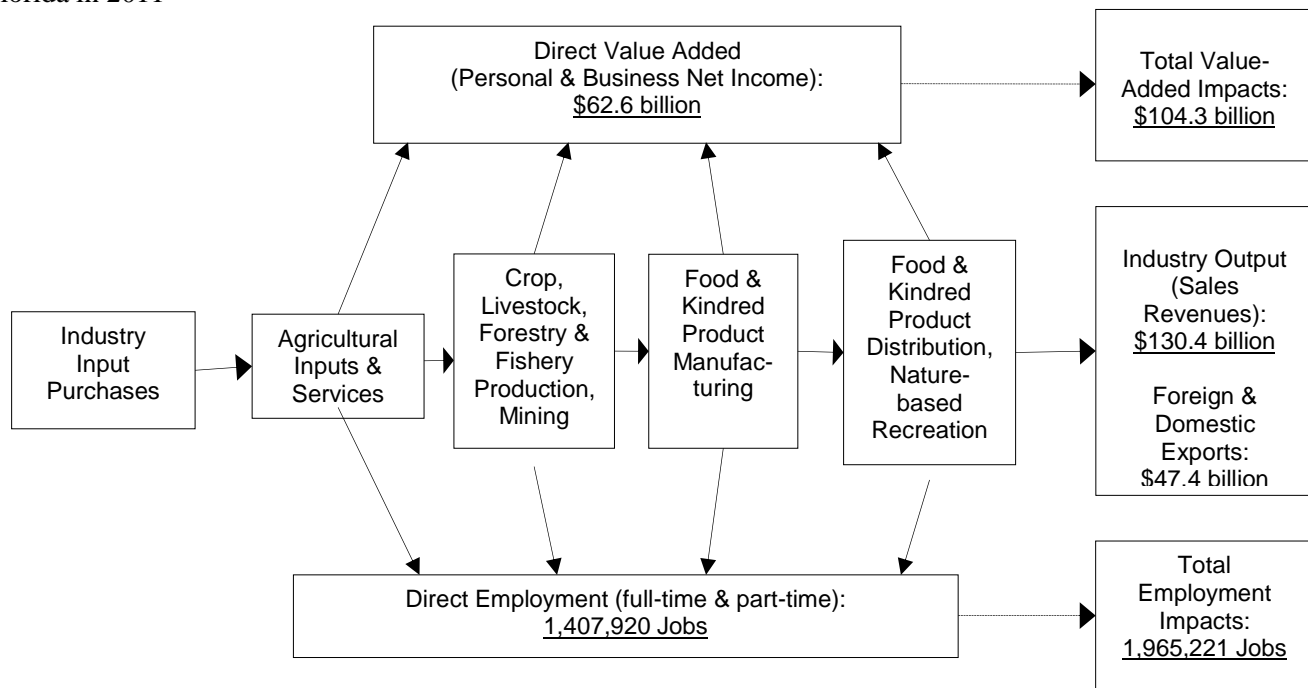 lorida in 2011
Direct Value Added
(Personal & Business Net Income):
$62.6 billion
Total Value-
Added Impacts:
$104.3 billion
Industry
Input
Purchases
Agricultural
Inputs &
Services
Crop,
Livestock,
Forestry &
Fishery
Production,
Mining
Food &
Kindred
Product
Manufac-
turing
Food &
Kindred
Product
Distribution,
Nature-
based
Recreation
Industry Output
(Sales
Revenues):
$130.4 billion
Foreign &
Domestic
Exports:
$47.4 billion
Direct Employment (full-time & part-time):
1,407,920 Jobs
Total
Employment
Impacts:
1,965,221 Jobs